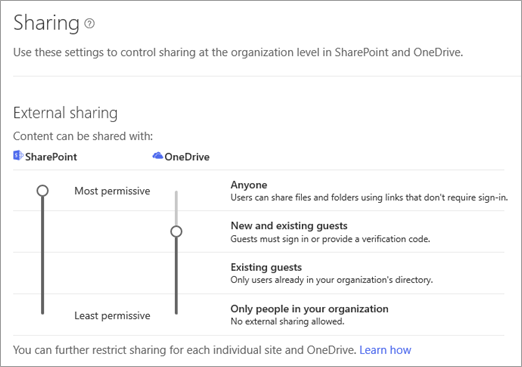 Sharing ?
Use these settings to control sharing at the organization level in SharePoint and OneDrive.
External sharing
Content can be shared with:
SharePoint OneDrive
Most permissive
Anyone
Users can share files and folders using links that don't require sign-in.
New and existing guests
Guests must sign in or provide a verification code.
Existing guests
Only users already in your organization's directory.
Least permissive
Only people in your organization
No external sharing allowed.
You can further restrict sharing for each individual site and OneDrive. Learn how